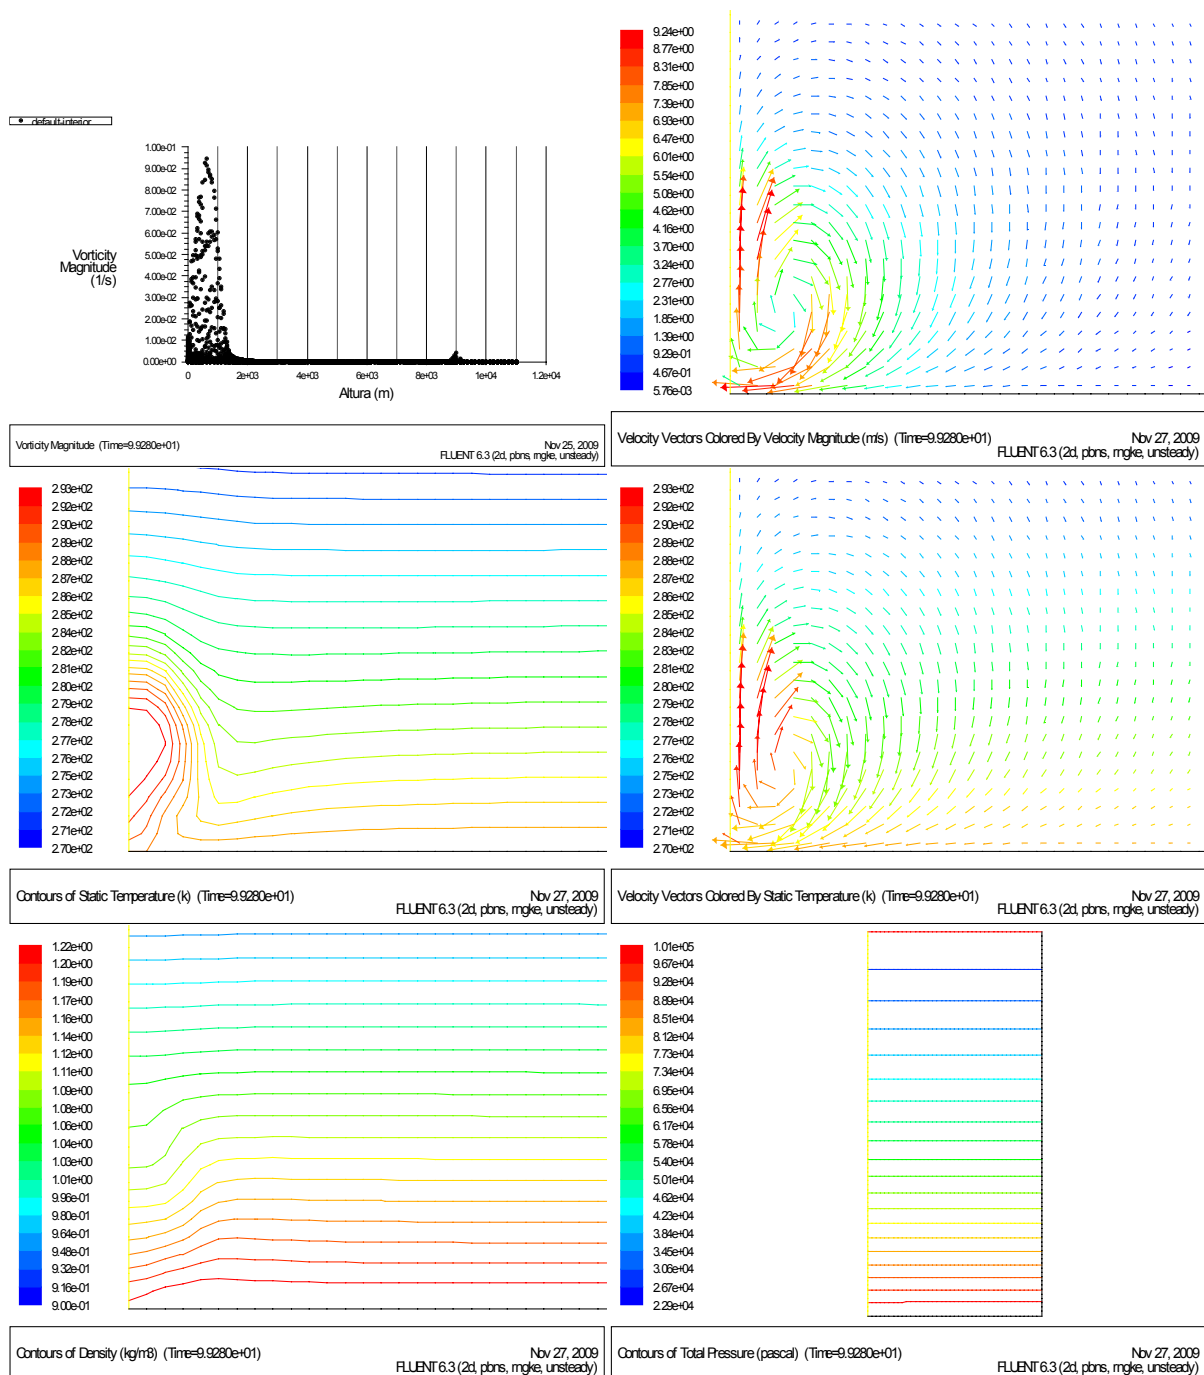 default-interior
1.00e-01
9.00e-02
8.00e-02
7.00e-02
6.00e-02
5.00e-02
4.00e-02
3.00e-02
2.00e-02
1.00e-02
0.00e+00
Vorticity
Magnitude
(1/s)
0
2e+03
4e+03
6e+03
8e+03
1e+04
1.2e+04
Altura (m)
Vorticity Magnitude (Time=9.9280e+01)
Nov 25, 2009
FLUENT 6.3 (2d, pbns, rngke, unsteady)
9.24e+00
8.77e+00
8.31e+00
7.85e+00
7.39e+00
6.93e+00
6.47e+00
6.01e+00
5.54e+00
5.08e+00
4.62e+00
4.16e+00
3.70e+00
3.24e+00
2.77e+00
2.31e+00
1.85e+00
1.39e+00
9.29e-01
4.67e-01
5.76e-03
Velocity Vectors Colored By Velocity Magnitude (m/s) (Time=9.9280e+01)
Nov 27, 2009
FLUENT 6.3 (2d, pbns, rngke, unsteady)
2.93e+02
2.92e+02
2.90e+02
2.89e+02
2.88e+02
2.87e+02
2.86e+02
2.85e+02
2.84e+02
2.82e+02
2.81e+02
2.80e+02
2.79e+02
2.78e+02
2.77e+02
2.76e+02
2.75e+02
2.73e+02
2.72e+02
2.71e+02
2.70e+02
Contours of Static Temperature (k) (Time=9.9280e+01)
Nov 27, 2009
FLUENT 6.3 (2d, pbns, rngke, unsteady)
2.93e+02
2.92e+02
2.90e+02
2.89e+02
2.88e+02
2.87e+02
2.86e+02
2.85e+02
2.84e+02
2.83e+02
2.81e+02
2.80e+02
2.79e+02
2.78e+02
2.77e+02
2.76e+02
2.75e+02
2.73e+02
2.72e+02
2.71e+02
2.70e+02
Velocity Vectors Colored By Static Temperature (k) (Time=9.9280e+01)
Nov 27, 2009
FLUENT 6.3 (2d, pbns, rngke, unsteady)
1.22e+00
1.20e+00
1.19e+00
1.17e+00
1.16e+00
1.14e+00
1.12e+00
1.11e+00
1.09e+00
1.08e+00
1.06e+00
1.04e+00
1.03e+00
1.01e+00
9.96e-01
9.80e-01
9.64e-01
9.48e-01
9.32e-01
9.16e-01
9.00e-01
Contours of Density (kg/m3) (Time=9.9280e+01)
Nov 27, 2009
FLUENT 6.3 (2d, pbns, rngke, unsteady)
1.01e+05
9.67e+04
9.28e+04
8.89e+04
8.51e+04
8.12e+04
7.73e+04
7.34e+04
6.95e+04
6.56e+04
6.17e+04
5.78e+04
5.40e+04
5.01e+04
4.62e+04
4.23e+04
3.84e+04
3.45e+04
3.06e+04
2.67e+04
2.29e+04
Contours of Total Pressure (pascal) (Time=9.9280e+01)
Nov 27, 2009
FLUENT 6.3 (2d, pbns, rngke, unsteady)